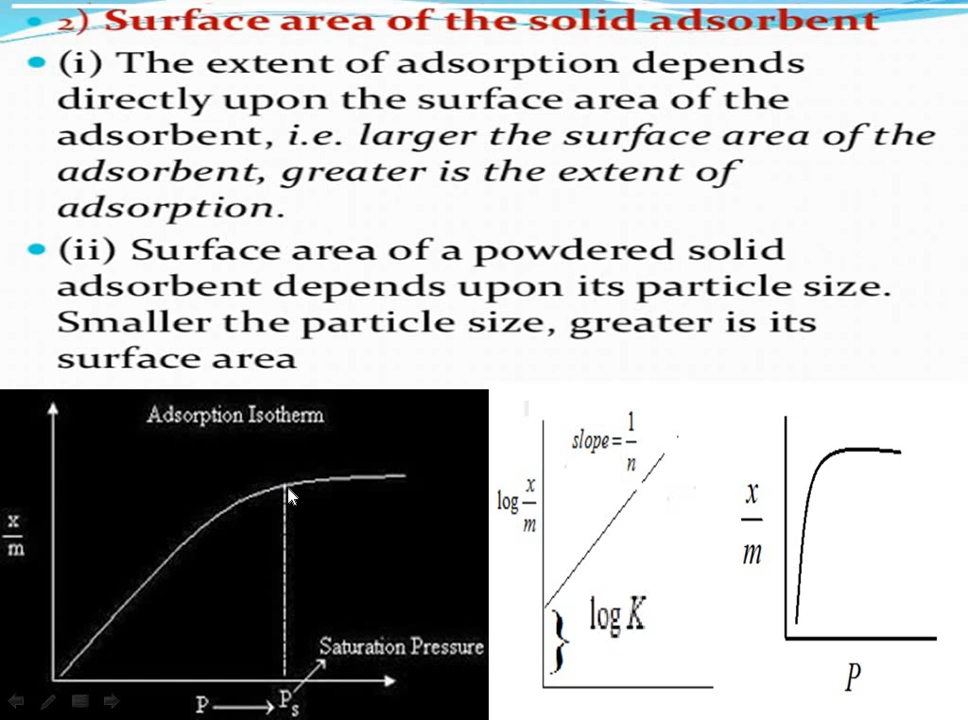 2) Surface area of the solid adsorbent
(i) The extent of adsorption depends
directly upon the surface area of the
adsorbent, i.e. larger the surface area of the
adsorbent, greater is the extent of
adsorption.
(ii) Surface area of a powdered solid
adsorbent depends upon its particle size.
Smaller the particle size, greater is its
surface area
Adsorption Isotherm
x
m
Saturation Pressure
P
Ps
slope = 1/n
log x/m
log K
x
m
P